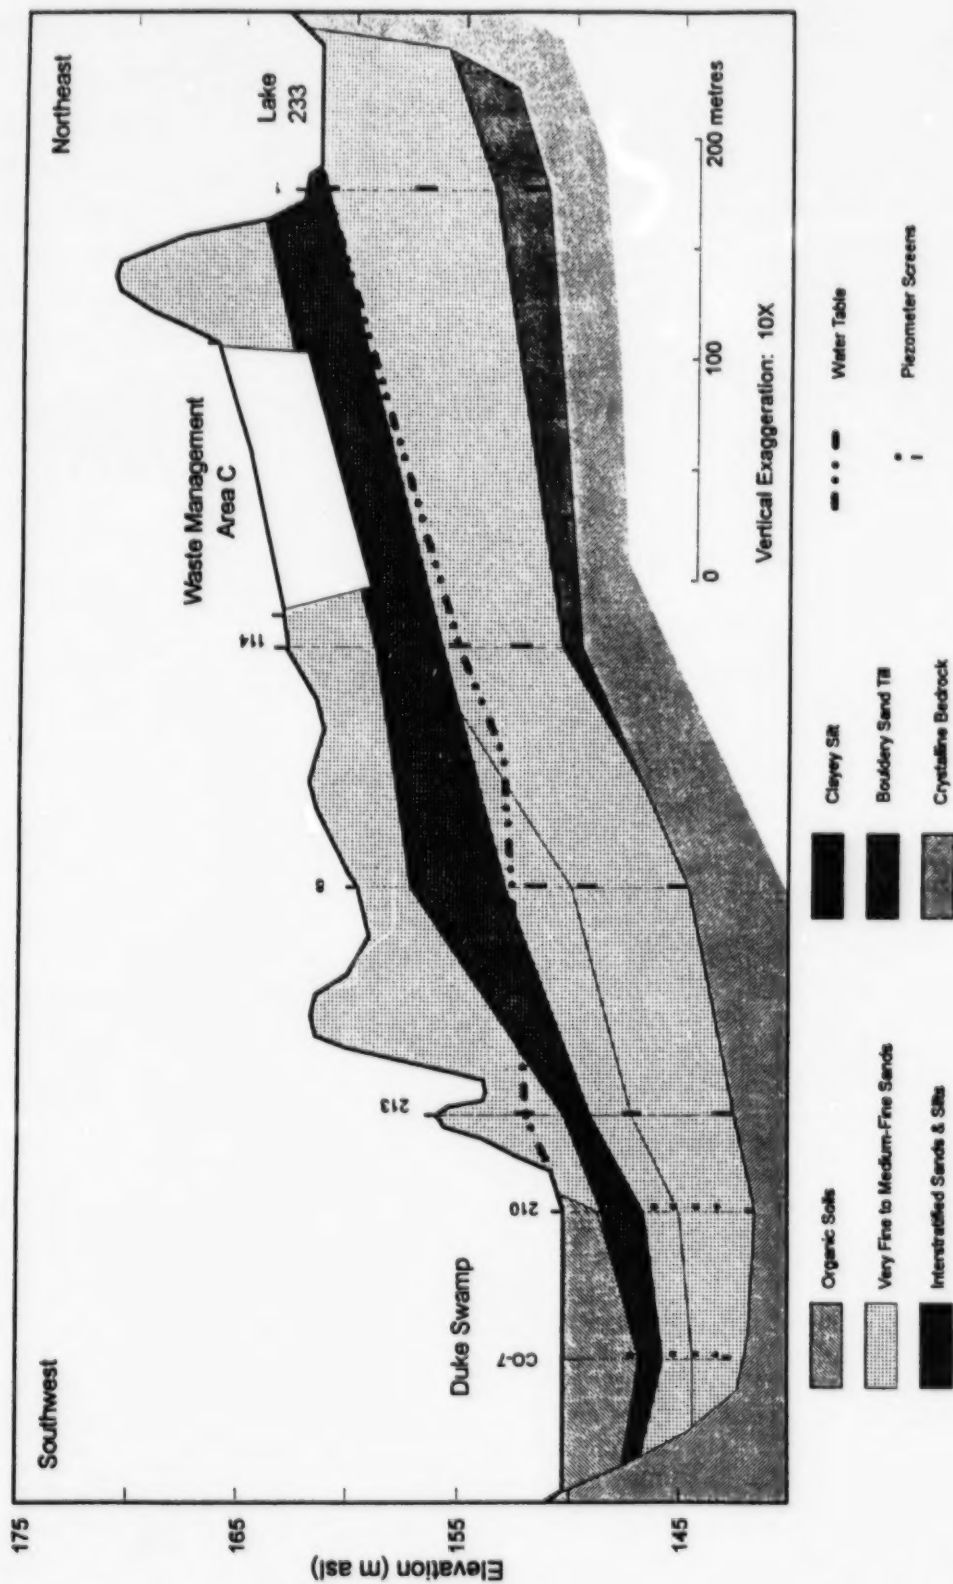 Southwest
Northeast
Duke Swamp
Waste Management
Area C
Lake
233
CO-7
210
213
8
114
1
175
165
155
145
Elevation (m asl)
0
100
200 metres
Vertical Exaggeration: 10X
Organic Soils
Very Fine to Medium-Fine Sands
Interstratified Sands & Silts
Clayey Silt
Bouldery Sand Till
Crystalline Bedrock
Water Table
Piezometer Screens